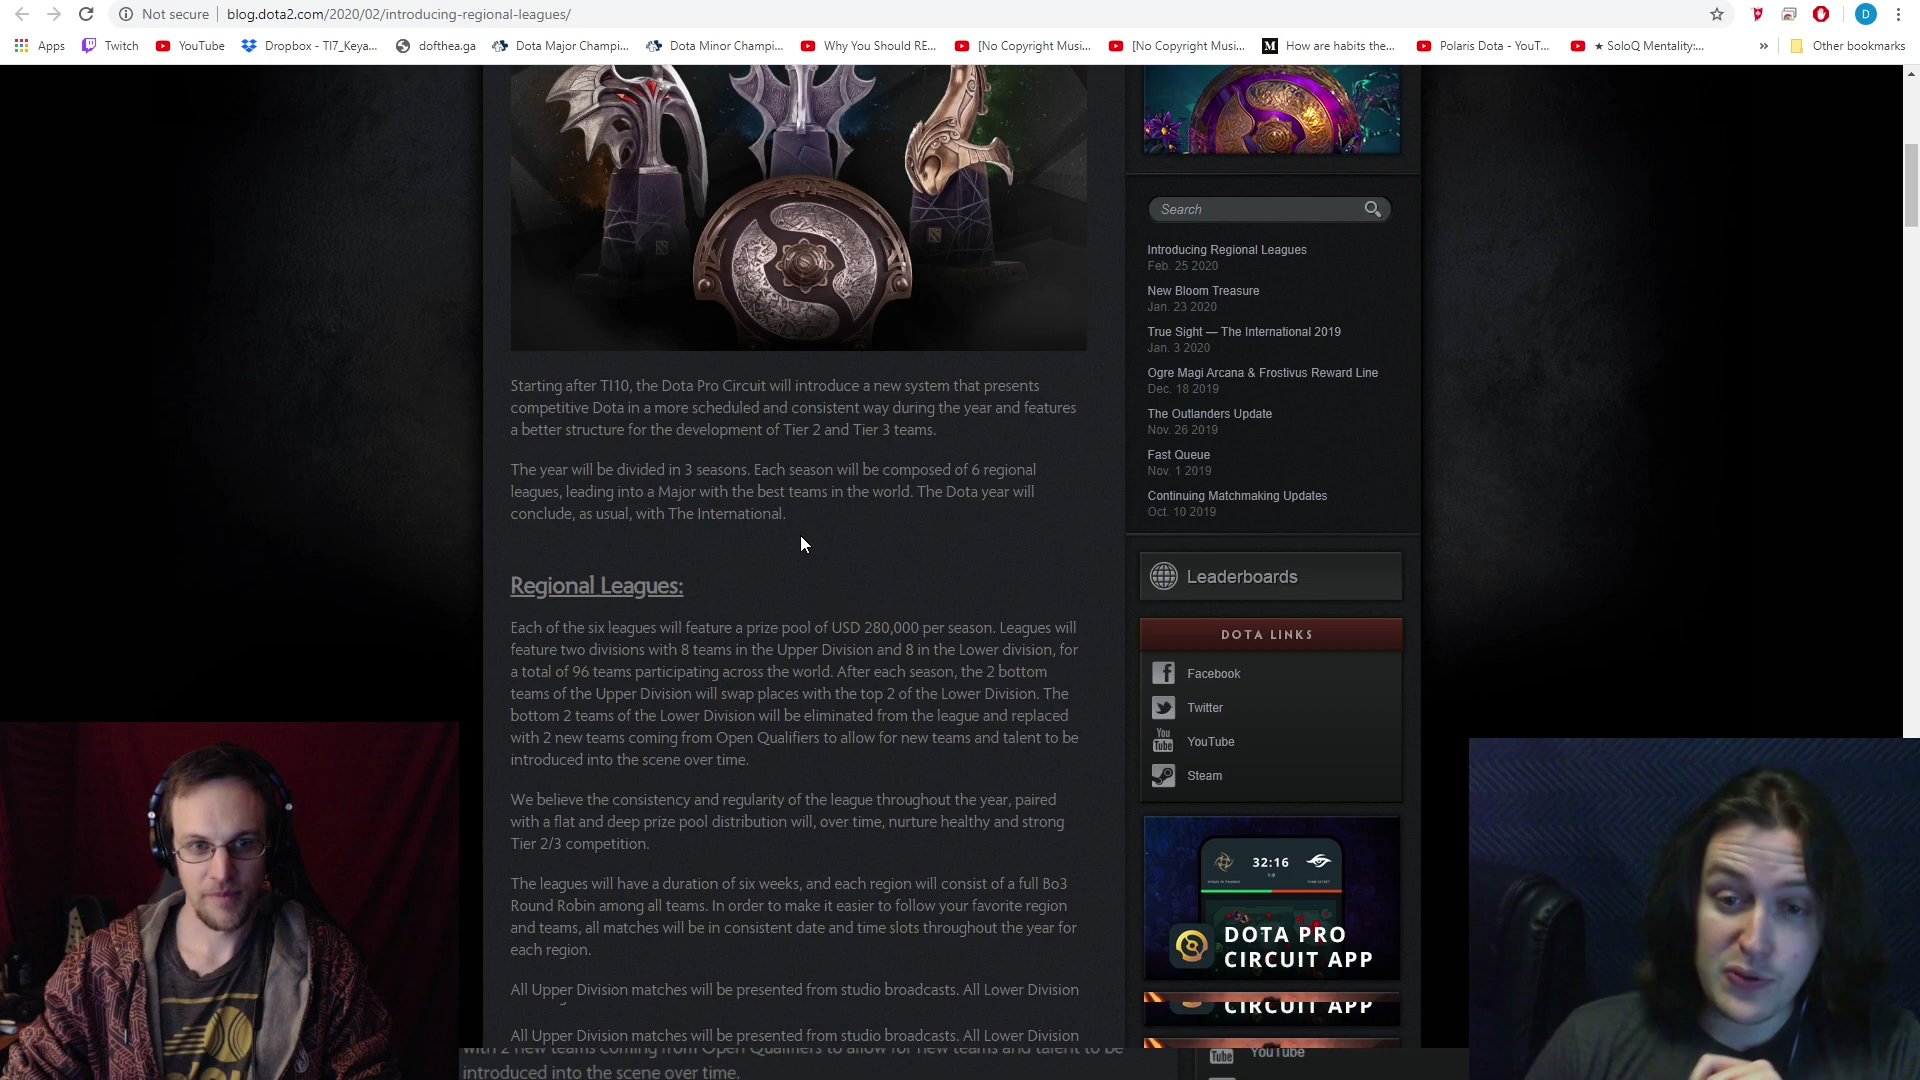 Not secure
blog.dota2.com/2020/02/introducing-regional-leagues/
D
Apps
Twitch
YouTube
Dropbox - TI7_Keya...
dofthea.ga
Dota Major Champi...
Dota Minor Champi...
Why You Should RE...
[No Copyright Musi...
[No Copyright Musi...
M
How are habits the...
Polaris Dota - YouT...
★ SoloQ Mentality:...
»
Other bookmarks
Starting after TI10, the Dota Pro Circuit will introduce a new system that presents
competitive Dota in a more scheduled and consistent way during the year and features
a better structure for the development of Tier 2 and Tier 3 teams.
The year will be divided in 3 seasons. Each season will be composed of 6 regional
leagues, leading into a Major with the best teams in the world. The Dota year will
conclude, as usual, with The International.
Regional Leagues:
Each of the six leagues will feature a prize pool of USD 280,000 per season. Leagues will
feature two divisions with 8 teams in the Upper Division and 8 in the Lower division, for
a total of 96 teams participating across the world. After each season, the 2 bottom
teams of the Upper Division will swap places with the top 2 of the Lower Division. The
bottom 2 teams of the Lower Division will be eliminated from the league and replaced
with 2 new teams coming from Open Qualifiers to allow for new teams and talent to be
introduced into the scene over time.
We believe the consistency and regularity of the league throughout the year, paired
with a flat and deep prize pool distribution will, over time, nurture healthy and strong
Tier 2/3 competition.
The leagues will have a duration of six weeks, and each region will consist of a full Bo3
Round Robin among all teams. In order to make it easier to follow your favorite region
and teams, all matches will be in consistent date and time slots throughout the year for
each region.
All Upper Division matches will be presented from studio broadcasts. All Lower Division
All Upper Division matches will be presented from studio broadcasts. All Lower Division
with 2 new teams coming from Open Qualifiers to allow for new teams and talent to be
introduced into the scene over time.
Search
Introducing Regional Leagues
Feb. 25 2020
New Bloom Treasure
Jan. 23 2020
True Sight — The International 2019
Jan. 3 2020
Ogre Magi Arcana & Frostivus Reward Line
Dec. 18 2019
The Outlanders Update
Nov. 26 2019
Fast Queue
Nov. 1 2019
Continuing Matchmaking Updates
Oct. 10 2019
Leaderboards
DOTA LINKS
Facebook
Twitter
You Tube
YouTube
Steam
32:16
DOTA PRO
CIRCUIT APP
CIRCUIT APP
Tube
YouTube